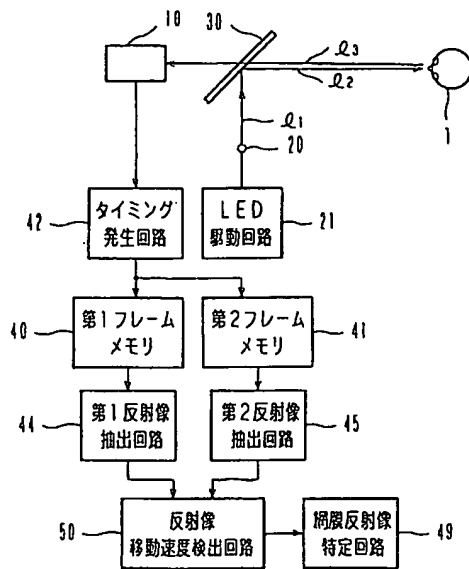 10
30
ℓ3
ℓ2
1
ℓ1
20
42
タイミング
発生回路
LED
駆動回路
21
40
第1フレーム
メモリ
第2フレーム
メモリ
41
44
第1反射像
抽出回路
第2反射像
抽出回路
45
50
反射像
移動速度検出回路
網膜反射像
特定回路
49